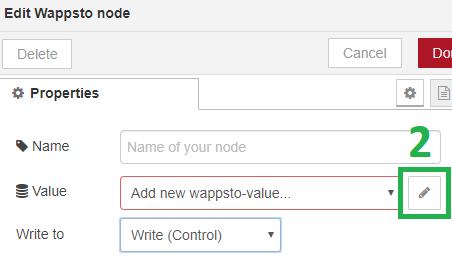 Edit Wappsto node
Delete
Cancel
Properties
Name
Name of your node
2
Value
Add new wappsto-value...
Write to
Write (Control)